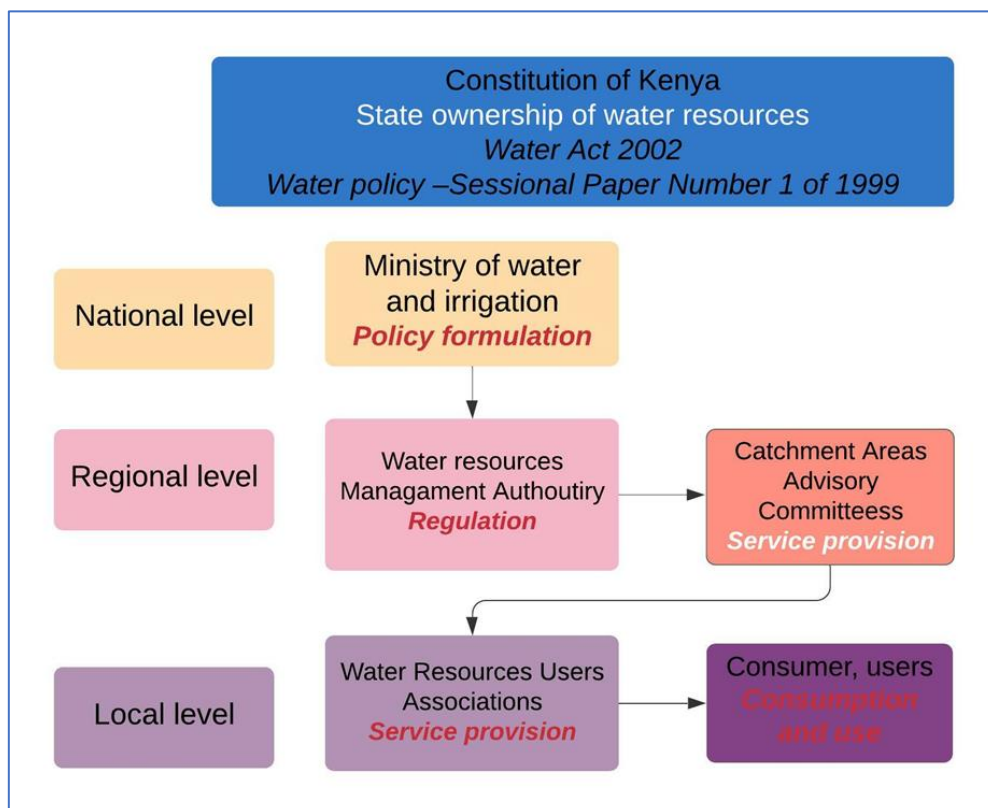 Constitution of Kenya
State ownership of water resources
Water Act 2002
Water policy –Sessional Paper Number 1 of 1999
National level
Ministry of water
and irrigation
Policy formulation
Regional level
Water resources
Managament Authoutiry
Regulation
Catchment Areas
Advisory
Committeess
Service provision
Local level
Water Resources Users
Associations
Service provision
Consumer, users
Consumption
and use